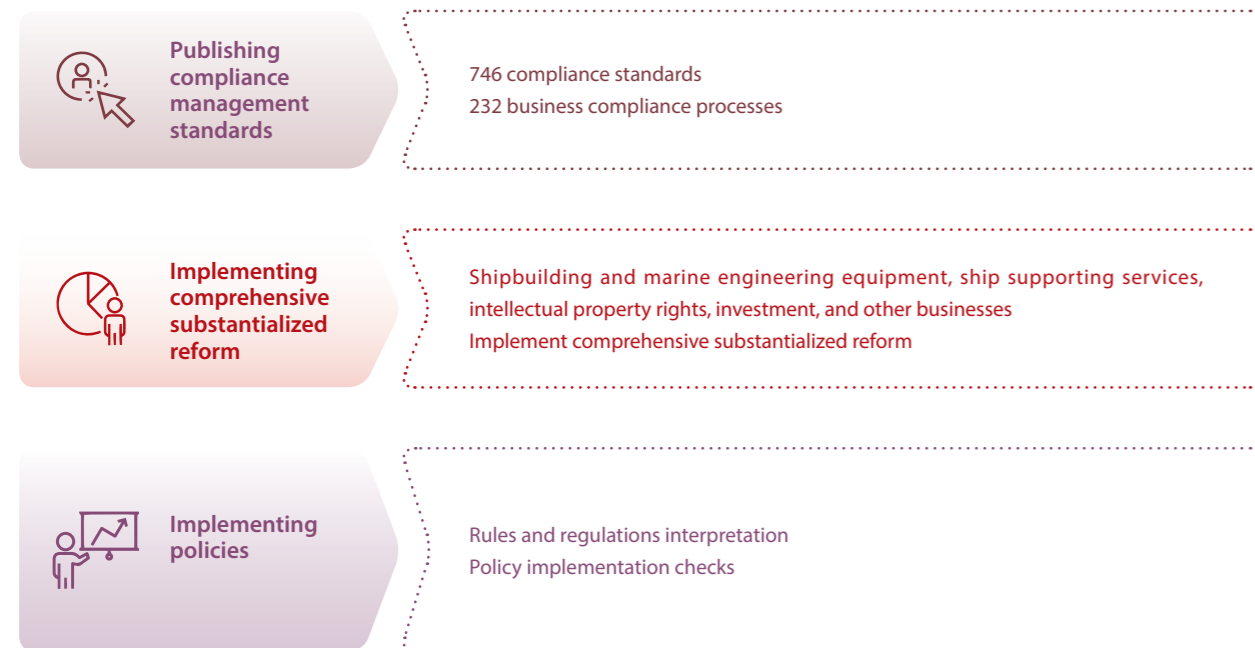 Publishing
compliance
management
standards
746 compliance standards
232 business compliance processes
Implementing
comprehensive
substantialized
reform
Shipbuilding and marine engineering equipment, ship supporting services,
intellectual property rights, investment, and other businesses
Implement comprehensive substantialized reform
Implementing
policies
Rules and regulations interpretation
Policy implementation checks